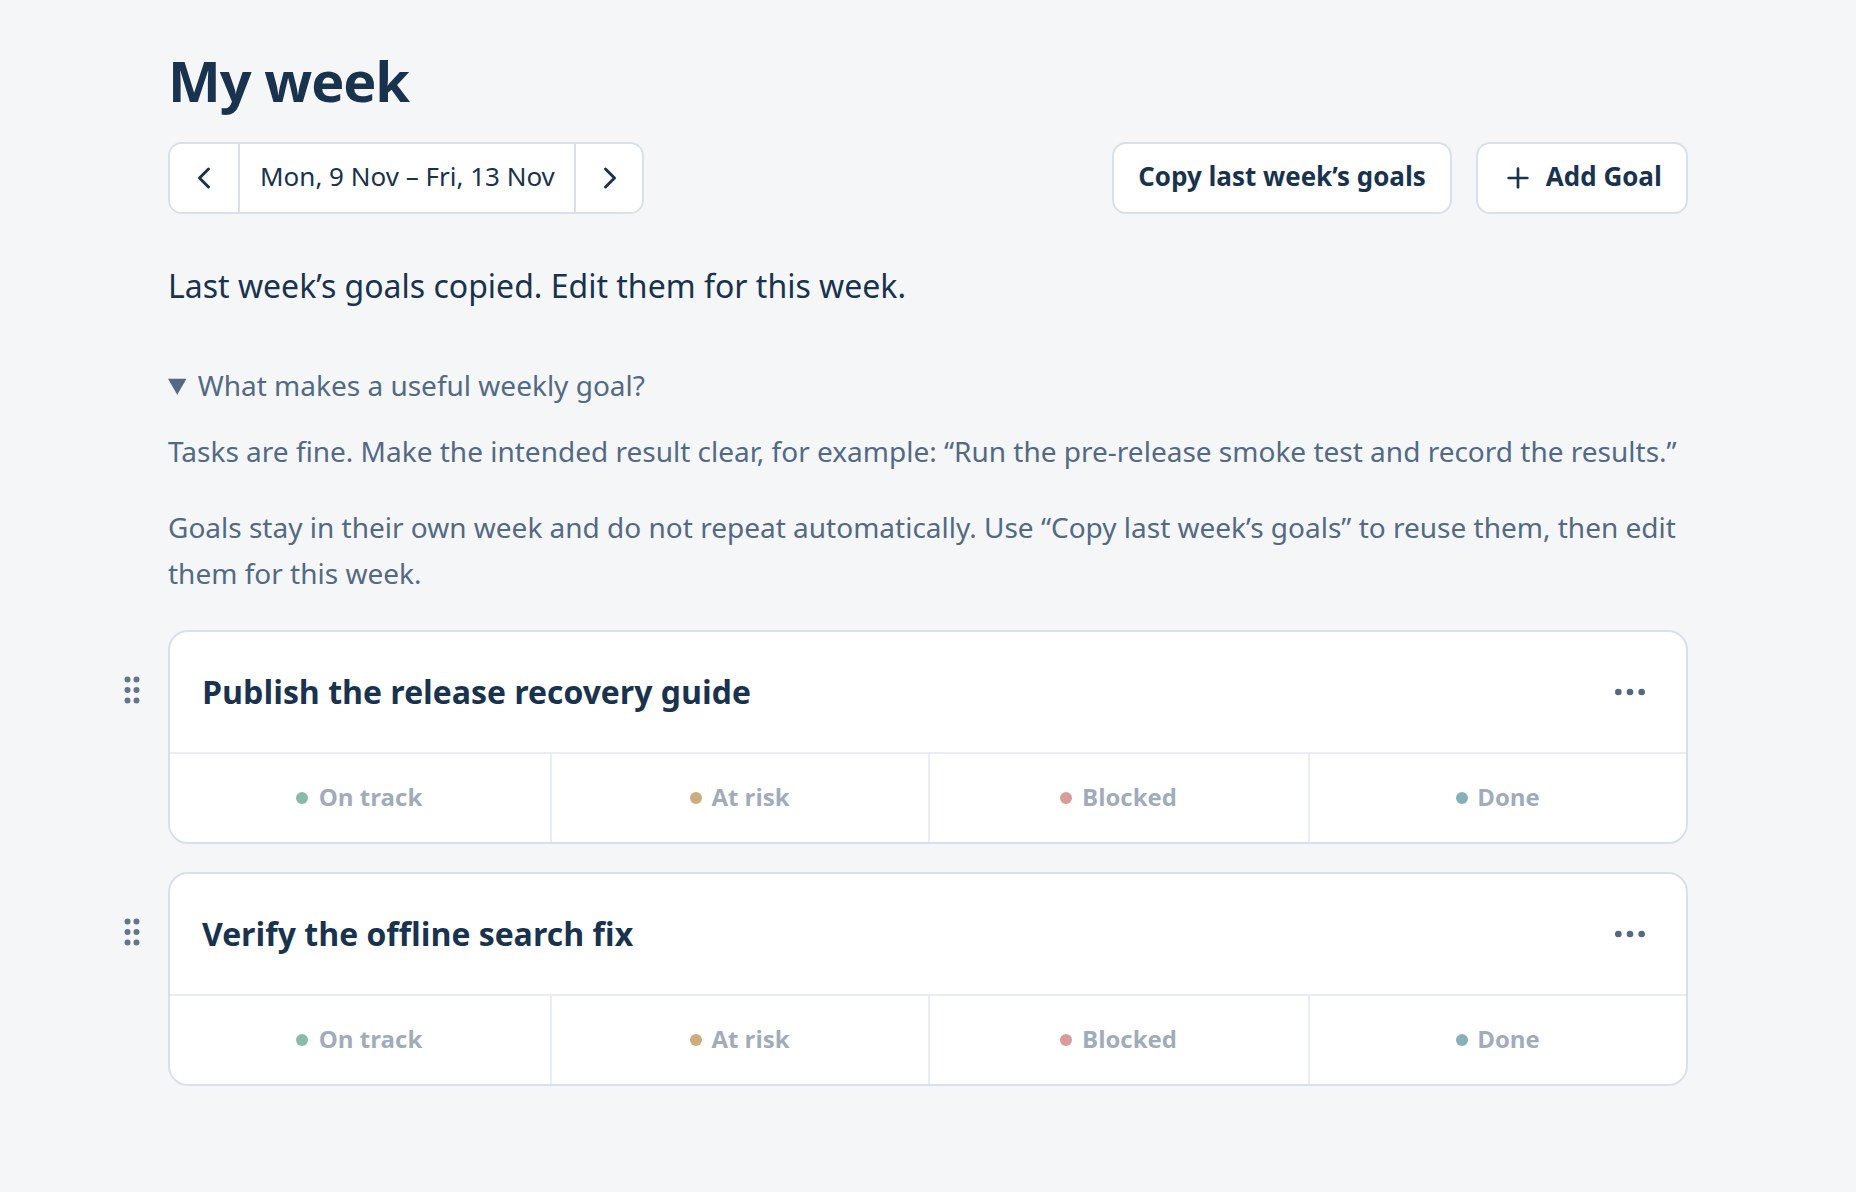 My week
Mon, 9 Nov – Fri, 13 Nov
Copy last week’s goals
Add Goal
Last week’s goals copied. Edit them for this week.
What makes a useful weekly goal?
Tasks are fine. Make the intended result clear, for example: “Run the pre-release smoke test and record the results.”
Goals stay in their own week and do not repeat automatically. Use “Copy last week’s goals” to reuse them, then edit
them for this week.
Publish the release recovery guide
On track
At risk
Blocked
Done
Verify the offline search fix
On track
At risk
Blocked
Done